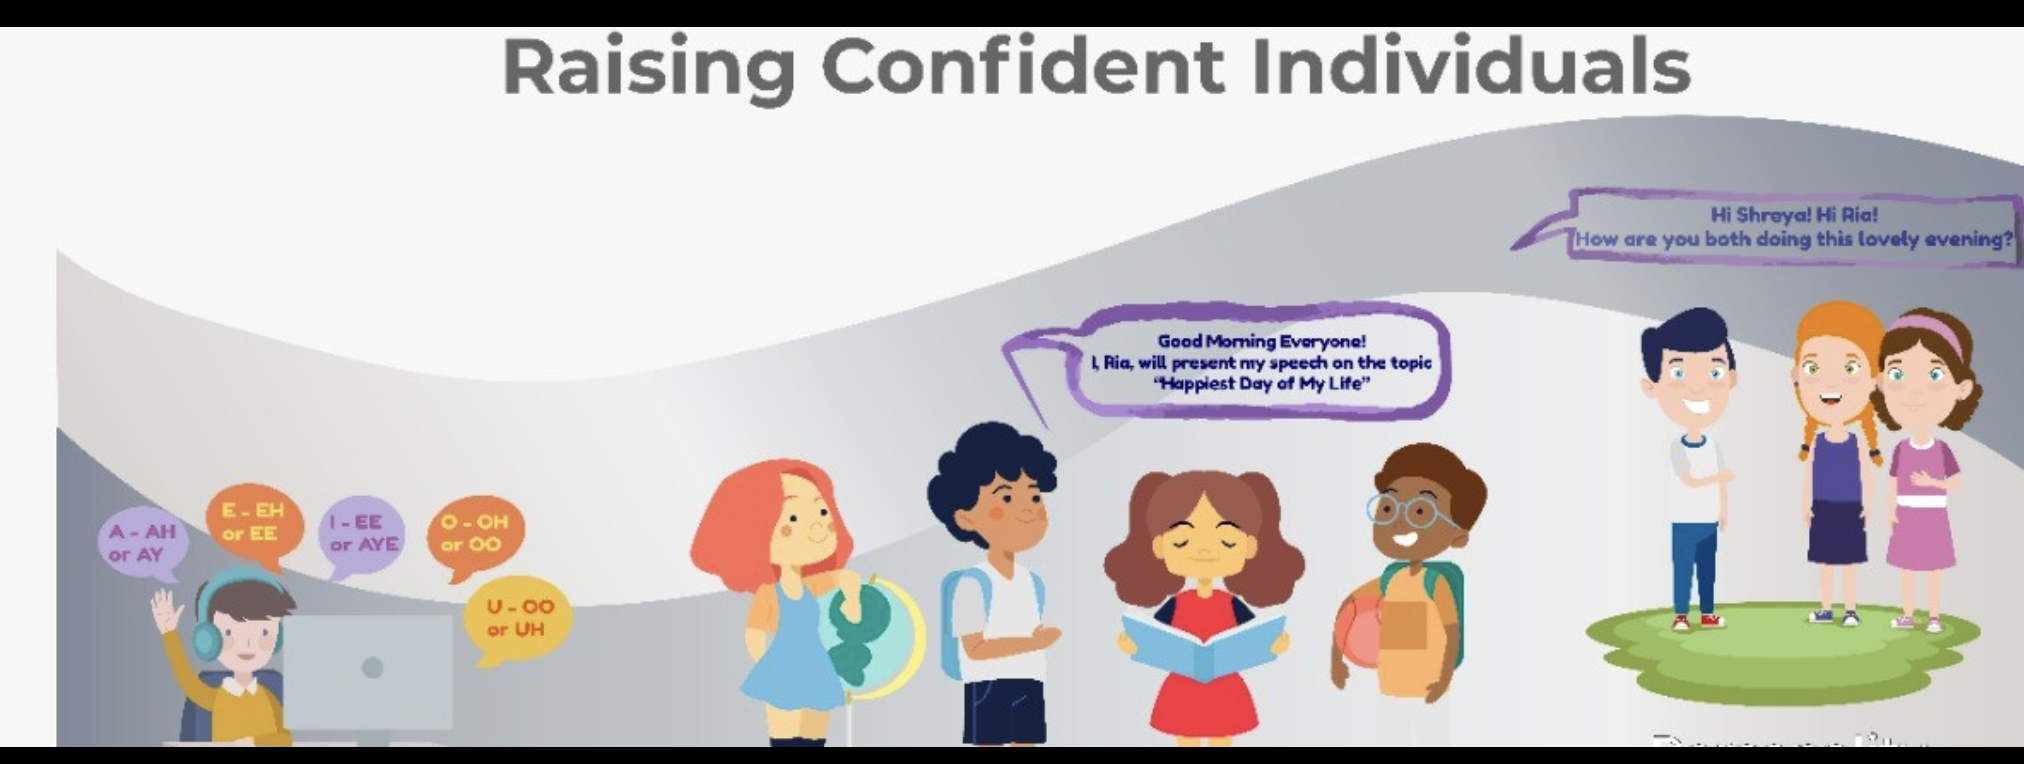 Raising Confident Individuals
Hi Shreya! Hi Ria!
How are you both doing this lovely evening?
Good Morning Everyone!
I, Ria, will present my speech on the topic
"Happiest Day of My Life"
A - AH
or AY
E - EH
or EE
I - EE
or AYE
O - OH
or OO
U - OO
or UH